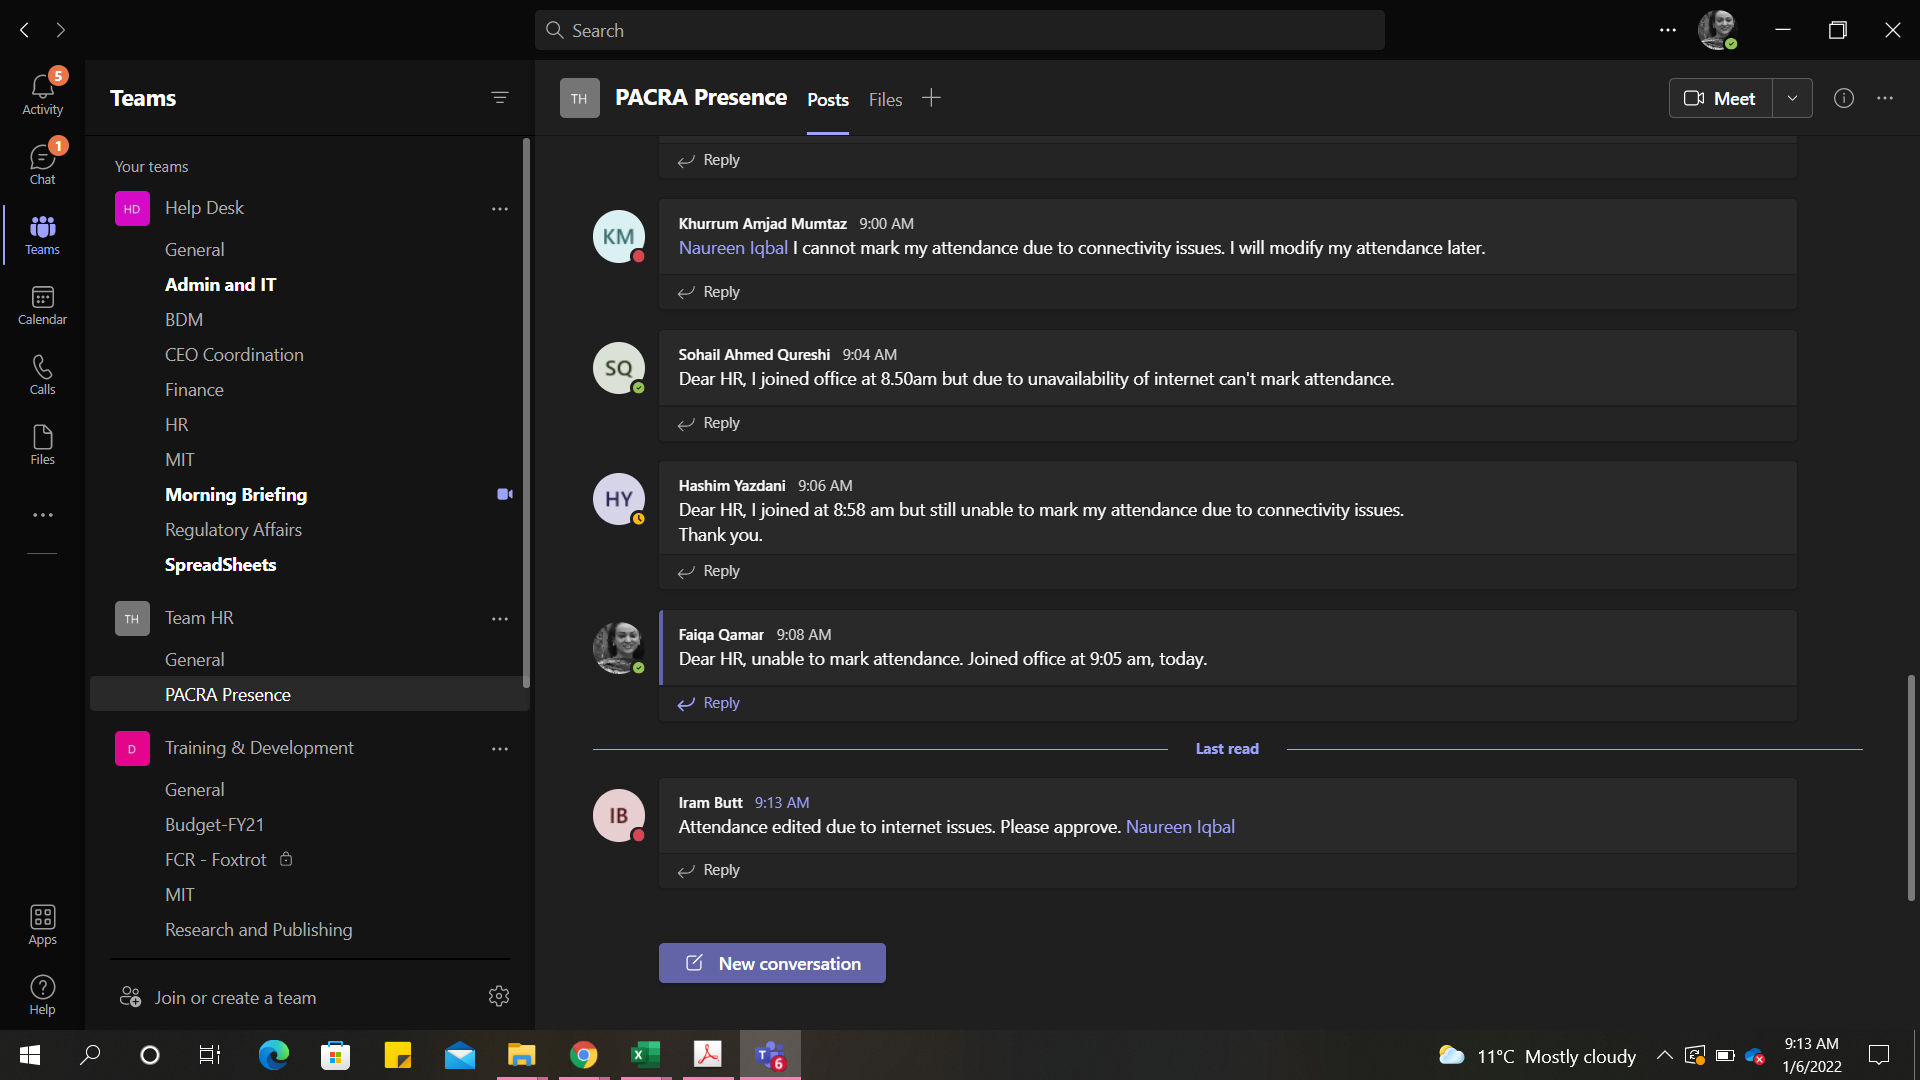 Search
5
Activity
1
Chat
Teams
Calendar
Calls
Files
Apps
Help
Teams
Your teams
HD Help Desk
General
Admin and IT
BDM
CEO Coordination
Finance
HR
MIT
Morning Briefing
Regulatory Affairs
SpreadSheets
TH Team HR
General
PACRA Presence
D Training & Development
General
Budget-FY21
FCR - Foxtrot
MIT
Research and Publishing
Join or create a team
TH PACRA Presence Posts Files
Meet
Reply
KM
Khurrum Amjad Mumtaz 9:00 AM
Naureen Iqbal I cannot mark my attendance due to connectivity issues. I will modify my attendance later.
Reply
SQ
Sohail Ahmed Qureshi 9:04 AM
Dear HR, I joined office at 8.50am but due to unavailability of internet can't mark attendance.
Reply
HY
Hashim Yazdani 9:06 AM
Dear HR, I joined at 8:58 am but still unable to mark my attendance due to connectivity issues.
Thank you.
Reply
Faiqa Qamar 9:08 AM
Dear HR, unable to mark attendance. Joined office at 9:05 am, today.
Reply
Last read
IB
Iram Butt 9:13 AM
Attendance edited due to internet issues. Please approve. Naureen Iqbal
Reply
New conversation
6
11°C Mostly cloudy
9:13 AM
1/6/2022